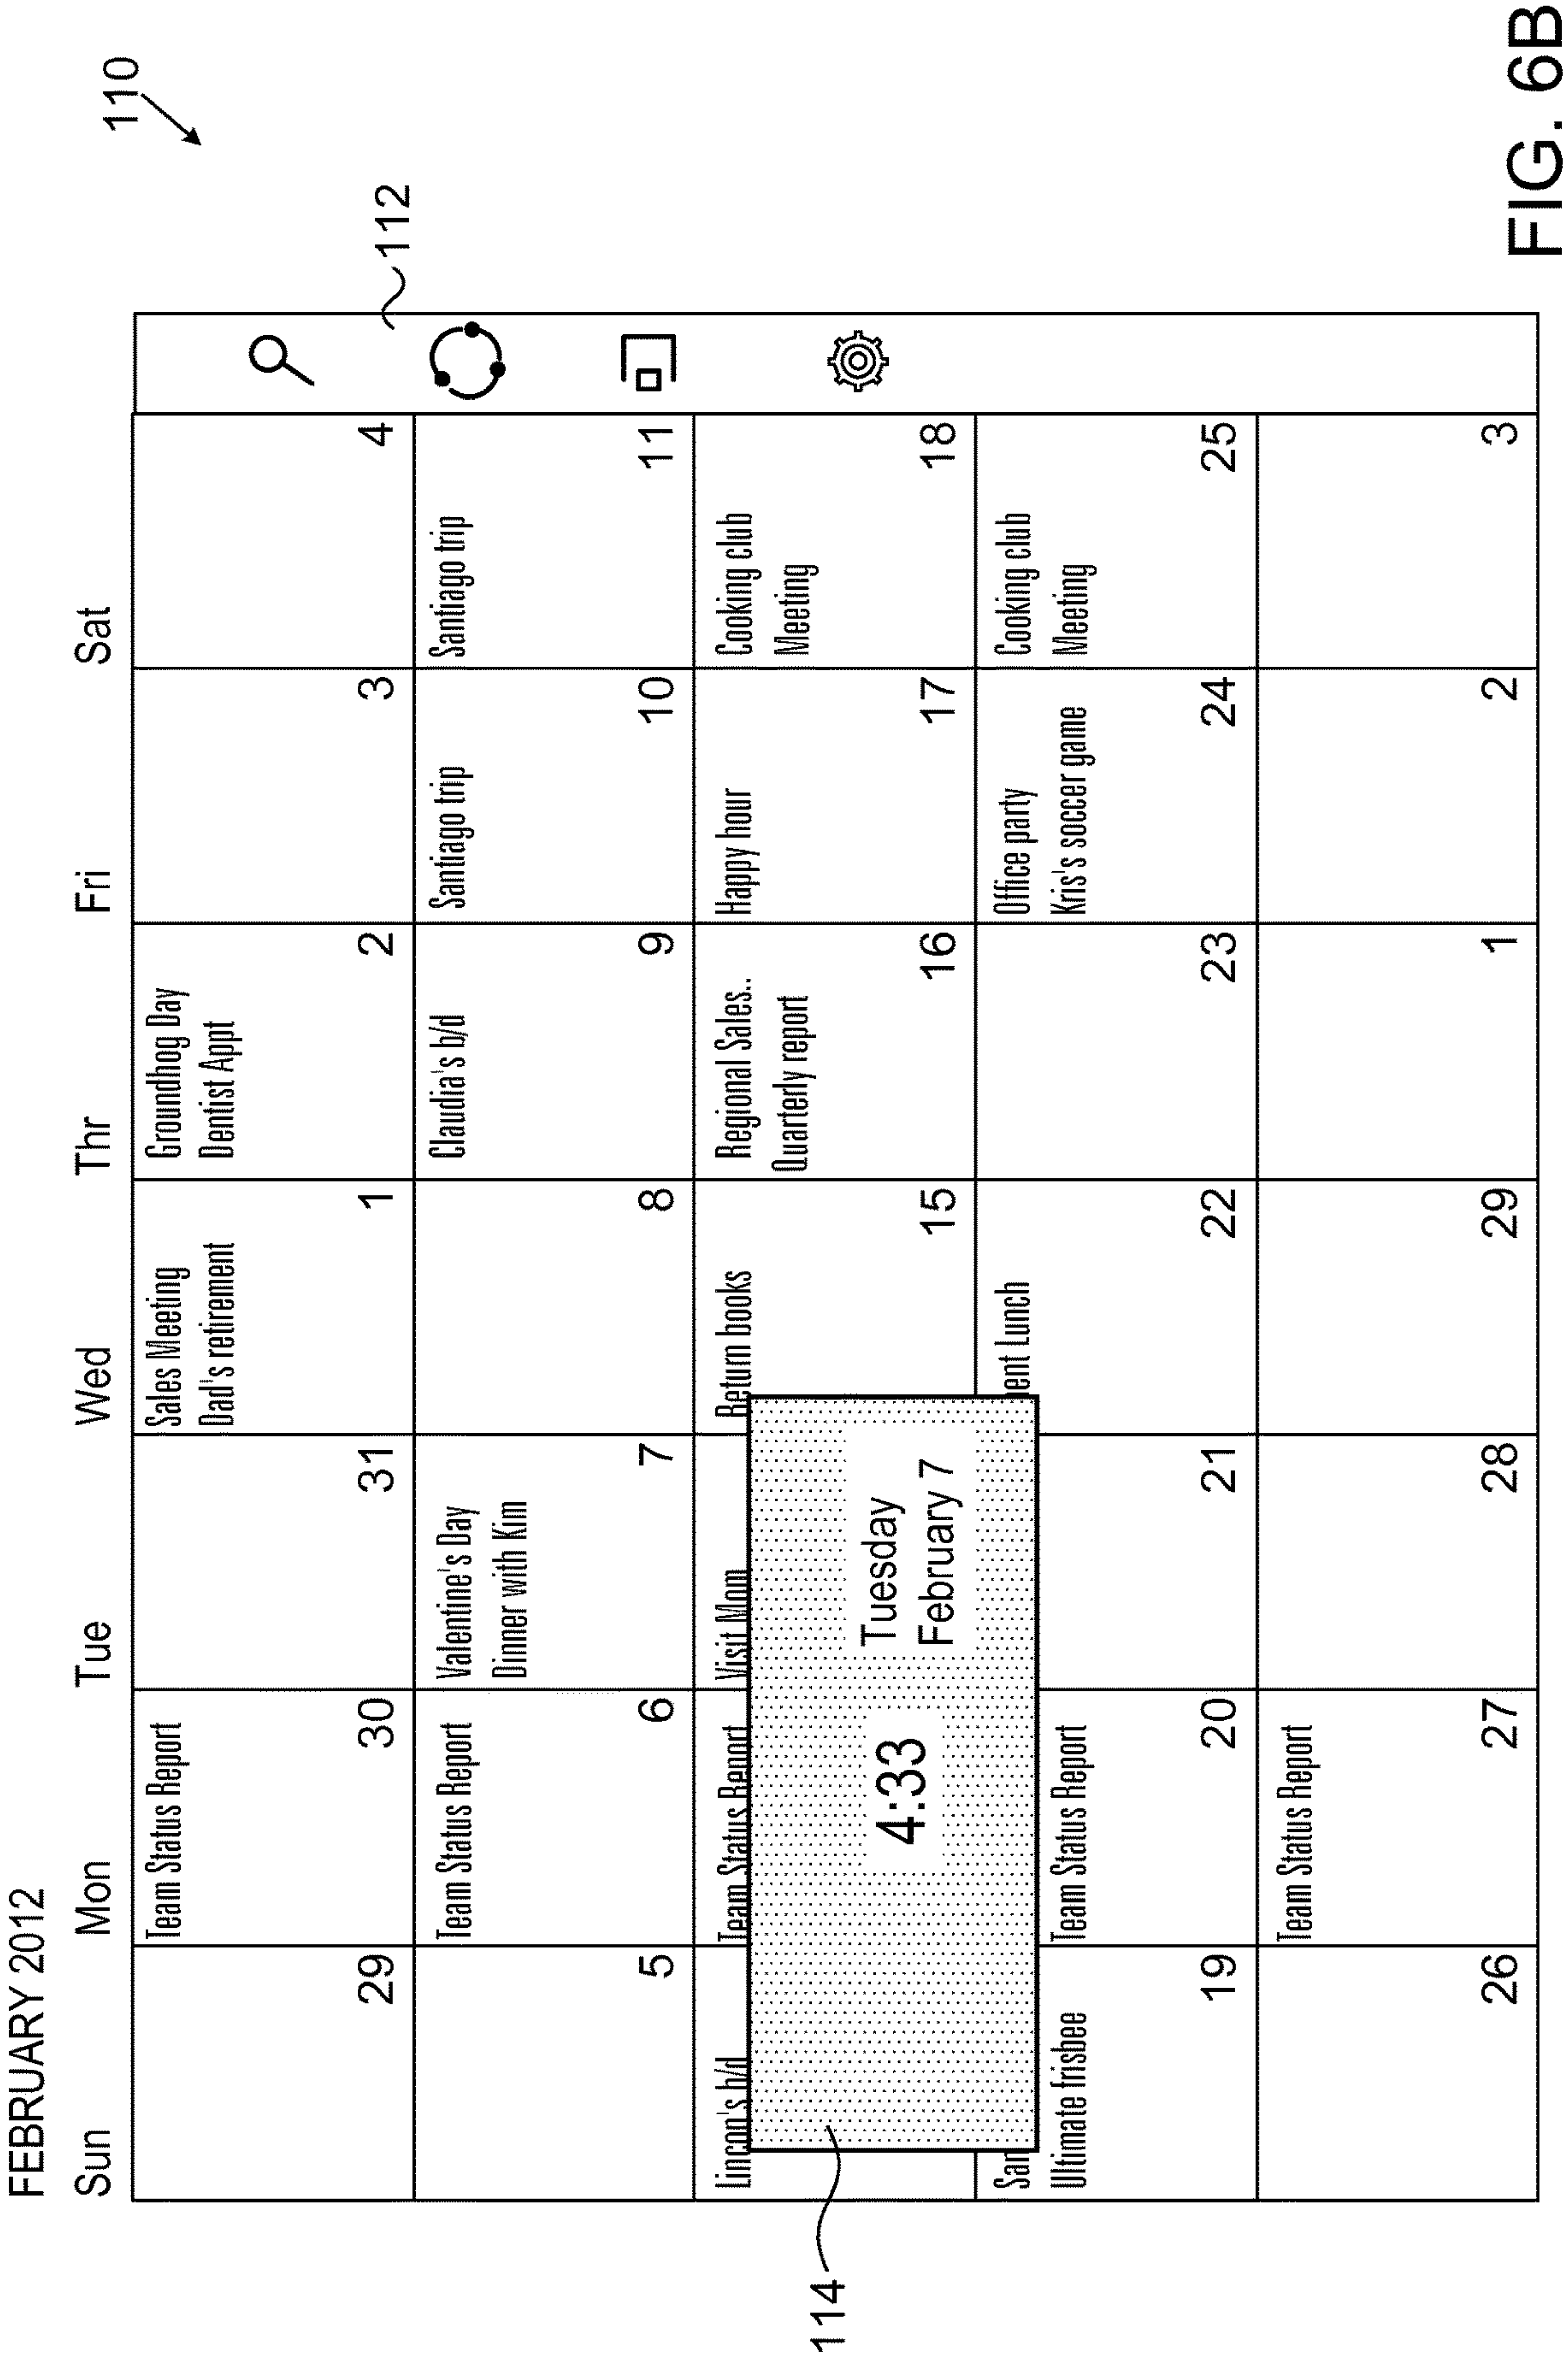 FEBRUARY 2012
110
Sun Mon Tue Wed Thr Fri Sat
112
Team Status Report
Sales Meeting
Dad's retirement
Groundhog Day
Dentist Appt
29 30 31 1 2 3 4
Team Status Report
Valentine's Day
Dinner with Kim
Claudia's b/d
Santiago trip
Santiago trip
5 6 7 8 9 10 11
Lincon's b/d
Team Status Report
Visit Mom
Return books
Regional Sales..
Quarterly report
Happy hour
Cooking club
Meeting
15 16 17 18
114
4:33
Tuesday
February 7
San
Ultimate frisbee
Team Status Report
ent Lunch
Office party
Kris's soccer game
Cooking club
Meeting
19 20 21 22 23 24 25
Team Status Report
26 27 28 29 1 2 3
FIG. 6B